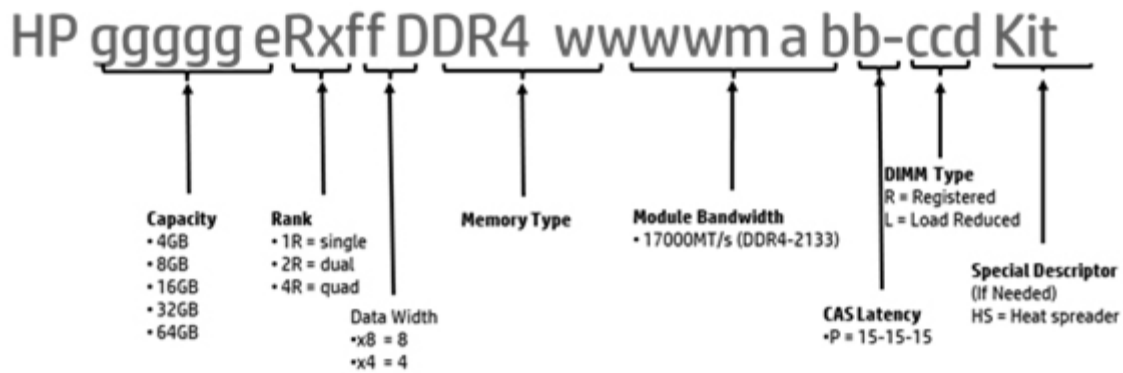 HP ggggg eRxff DDR4 wwwwm a bb-ccd Kit
Capacity
• 4GB
• 8GB
• 16GB
• 32GB
• 64GB
Rank
• 1R = single
• 2R = dual
• 4R = quad
Data Width
•x8 = 8
•x4 = 4
Memory Type
Module Bandwidth
• 17000MT/s (DDR4-2133)
CAS Latency
•P = 15-15-15
DIMM Type
R = Registered
L = Load Reduced
Special Descriptor
(If Needed)
HS = Heat spreader